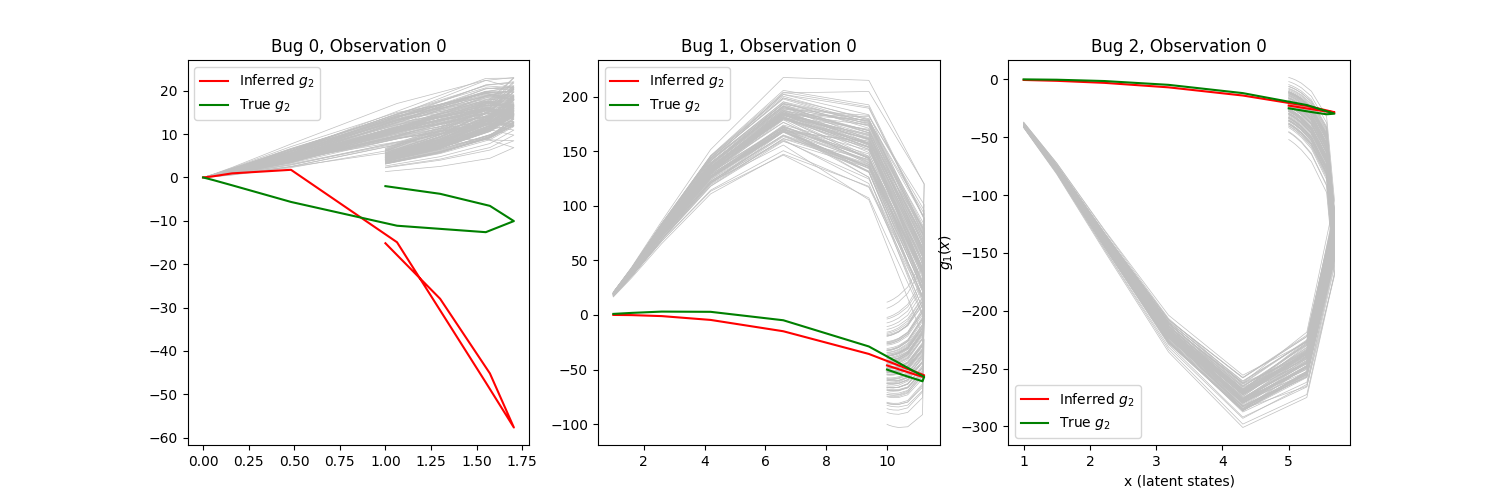 Bug 0, Observation 0
Inferred g₂
True g₂
20
10
0
−10
−20
−30
−40
−50
−60
0.00 0.25 0.50 0.75 1.00 1.25 1.50 1.75
Bug 1, Observation 0
Inferred g₂
True g₂
200
150
100
50
0
−50
−100
2 4 6 8 10
Bug 2, Observation 0
g₁(x)
0
−50
−100
−150
−200
−250
−300
Inferred g₂
True g₂
1 2 3 4 5
x (latent states)